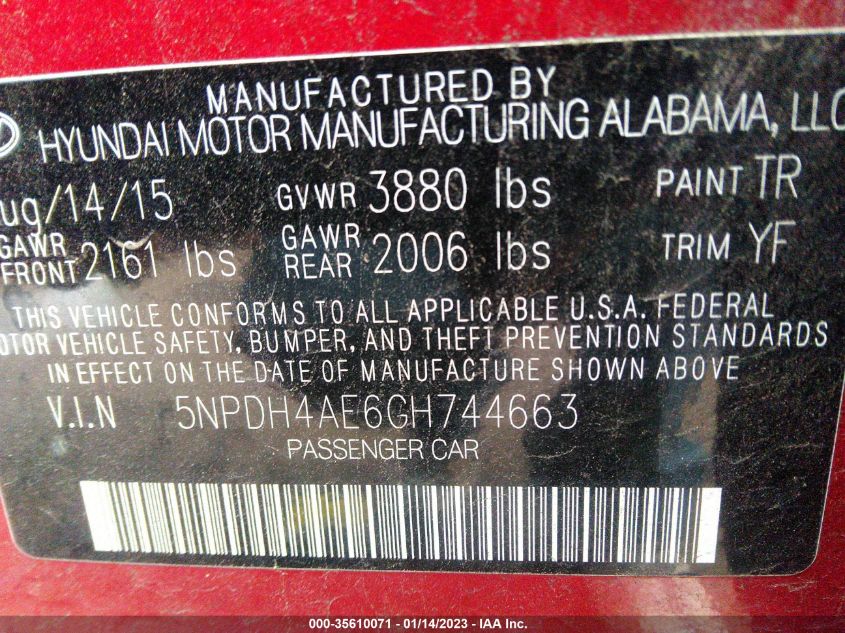 MANUFACTURED BY
HYUNDAI MOTOR MANUFACTURING ALABAMA, LLC
ug/14/15 GVWR 3880 lbs PAINT TR
GAWR FRONT 2161 lbs GAWR REAR 2006 lbs TRIM YF
THIS VEHICLE CONFORMS TO ALL APPLICABLE U.S.A. FEDERAL
OTOR VEHICLE SAFETY, BUMPER, AND THEFT PREVENTION STANDARDS
IN EFFECT ON THE DATE OF MANUFACTURE SHOWN ABOVE
V.I.N 5NPDH4AE6GH744663
PASSENGER CAR
000-35610071 - 01/14/2023 - IAA Inc.